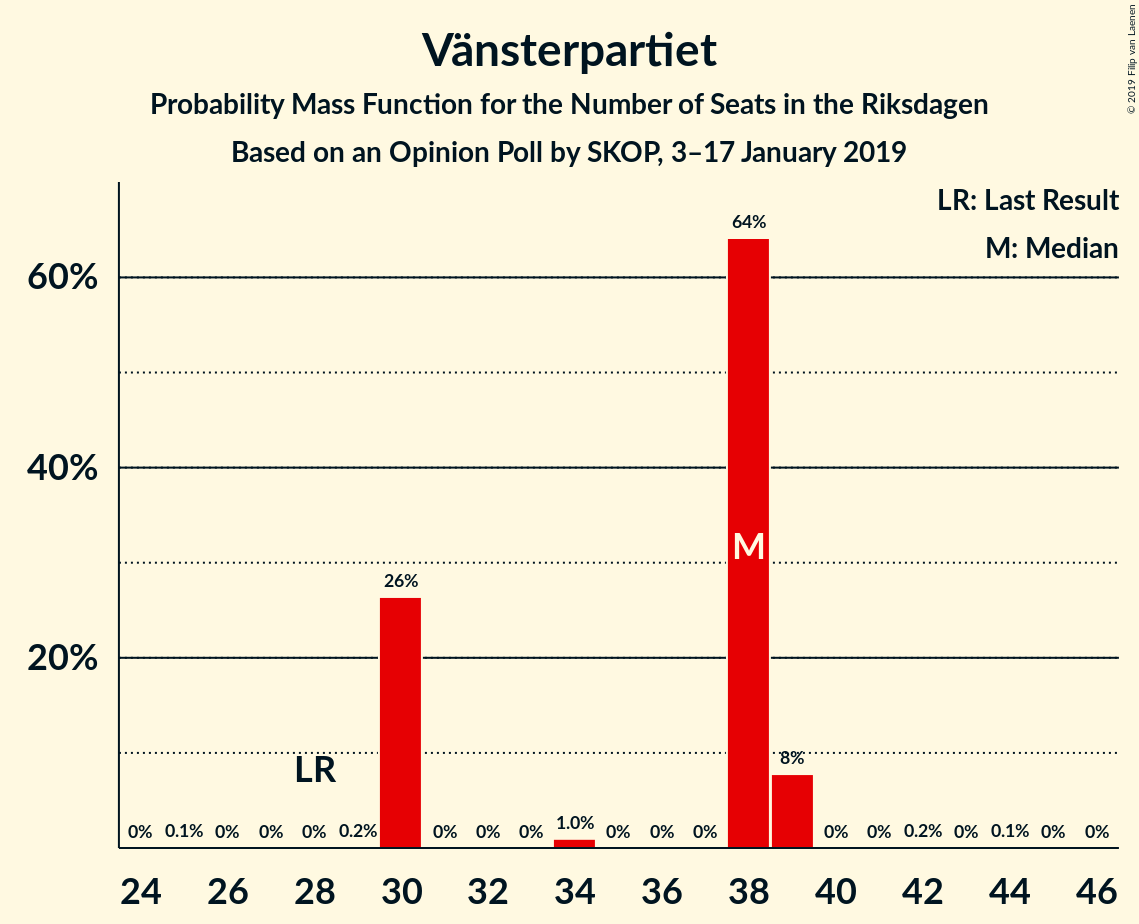 Vänsterpartiet
Probability Mass Function for the Number of Seats in the Riksdagen
Based on an Opinion Poll by SKOP, 3–17 January 2019
© 2019 Filip van Laenen
LR: Last Result
M: Median
60%
40%
20%
64%
26%
8%
1.0%
M
LR
0% 0.1% 0% 0% 0% 0.2% 0% 0% 0% 0% 0% 0% 0% 0% 0.2% 0% 0.1% 0% 0%
24 26 28 30 32 34 36 38 40 42 44 46